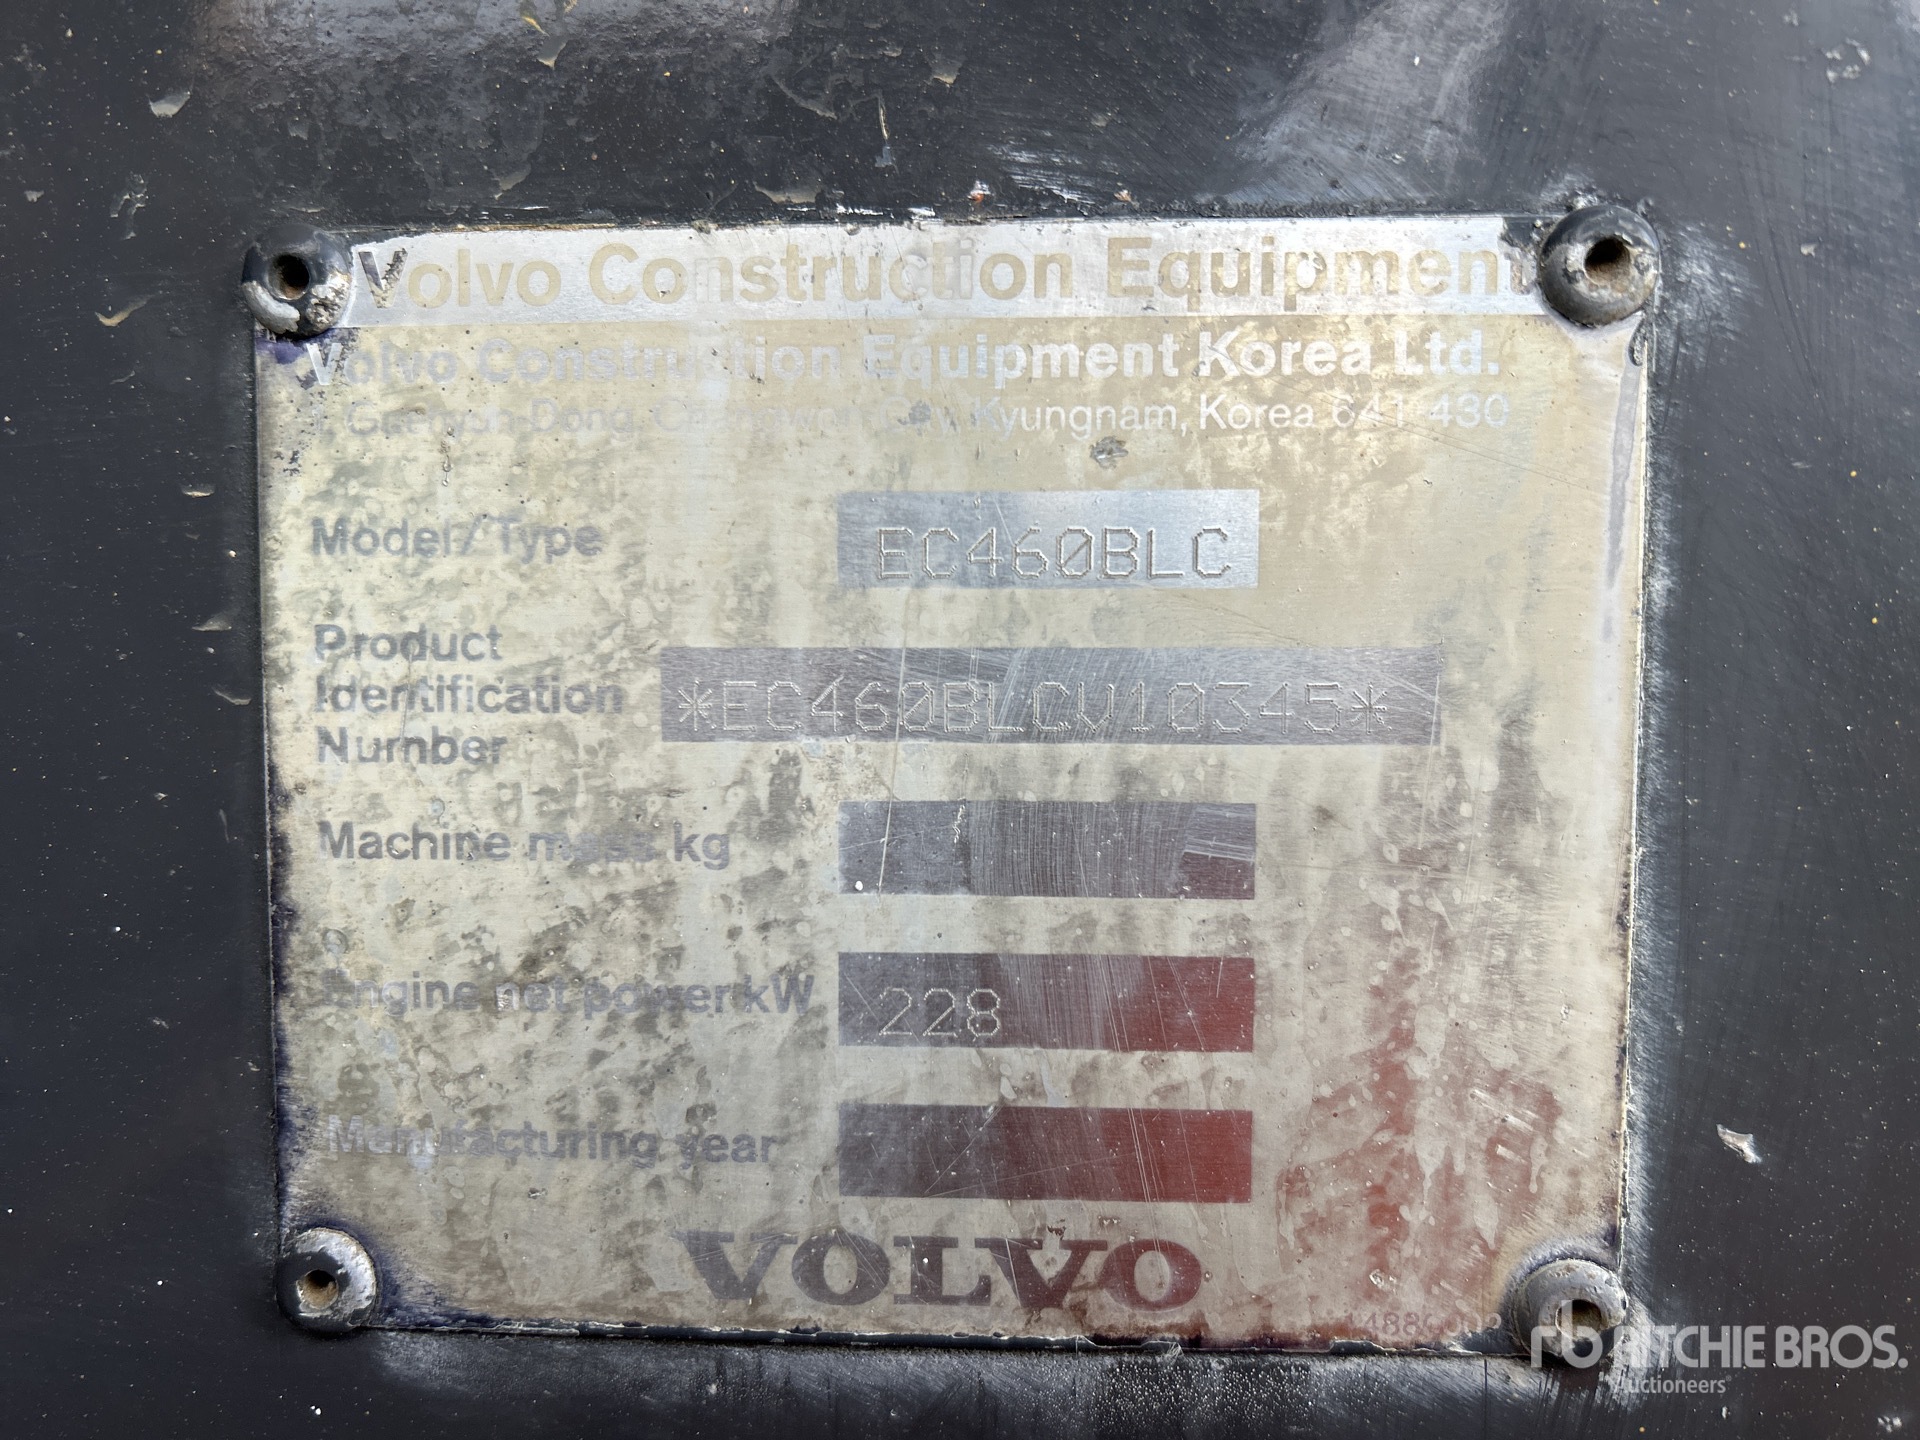 Volvo Construction Equipment
Volvo Construction Equipment Korea Ltd.
Kyungnam, Korea 641-430
Model/Type EC460BLC
Product
Identification *EC460BLCV10345*
Number
Machine mass kg
Engine net power kW 228
Manufacturing year
VOLVO
rb RITCHIE BROS.
Auctioneers